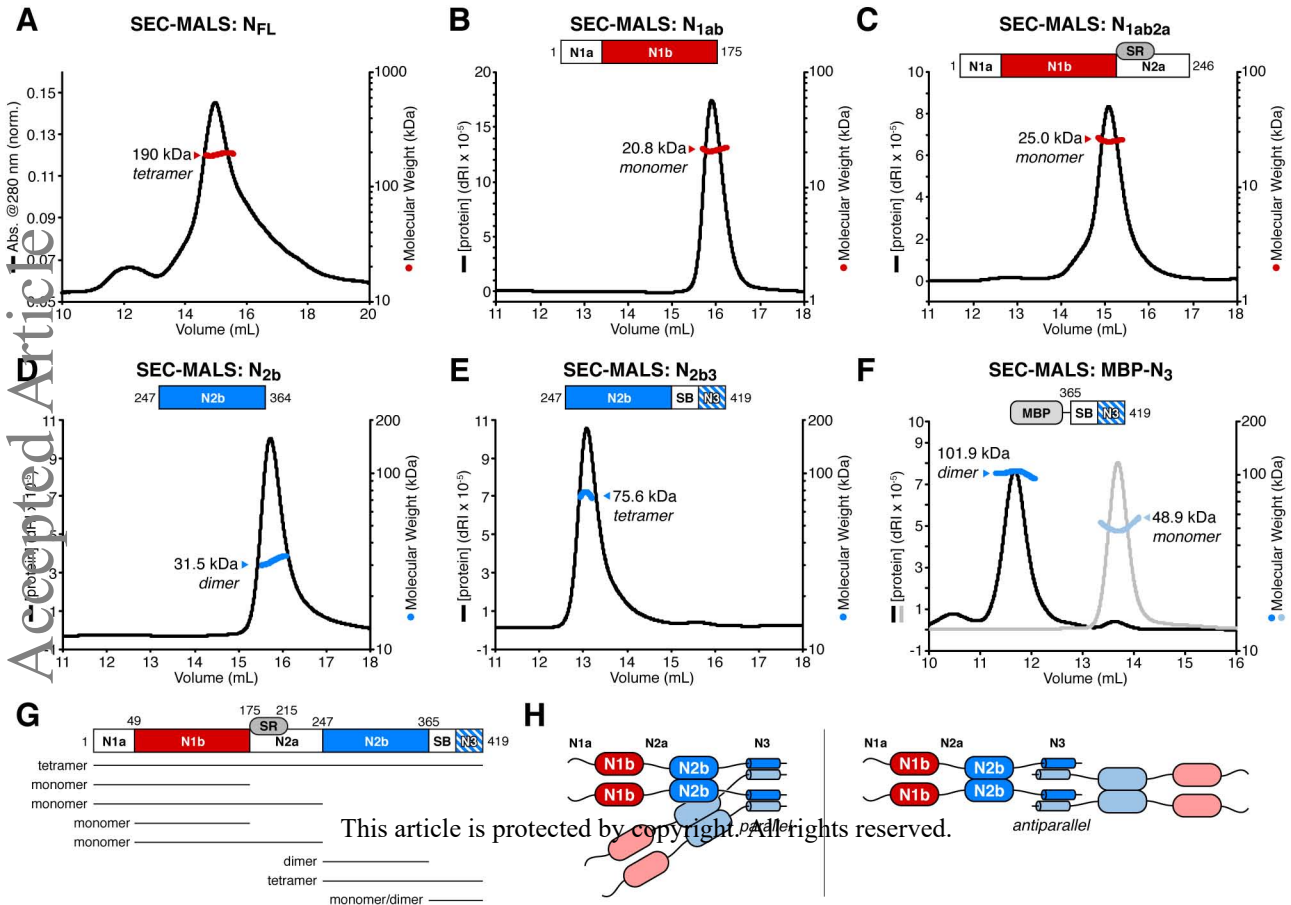 A
SEC-MALS: NFL
0.15
0.13
0.11
0.09
0.07
0.05
Abs. @280 nm (norm.)
190 kDa
tetramer
1000
100
10
Molecular Weight (kDa)
10 12 14 16 18 20
Volume (mL)
B
SEC-MALS: N1ab
1 N1a N1b 175
20
15
10
5
0
[protein] (dRI x 10-5)
20.8 kDa
monomer
100
10
1
Molecular Weight (kDa)
11 12 13 14 15 16 17 18
Volume (mL)
C
SEC-MALS: N1ab2a
SR
1 N1a N1b N2a 246
10
8
6
4
2
0
[protein] (dRI x 10-5)
25.0 kDa
monomer
100
10
1
Molecular Weight (kDa)
11 12 13 14 15 16 17 18
Volume (mL)
D
SEC-MALS: N2b
247 N2b 364
11
9
7
5
3
1
-1
[protein] (dRI x 10-5)
31.5 kDa
dimer
200
100
10
Molecular Weight (kDa)
11 12 13 14 15 16 17 18
Volume (mL)
E
SEC-MALS: N2b3
247 N2b SB N3 419
11
9
7
5
3
1
-1
[protein] (dRI x 10-5)
75.6 kDa
tetramer
200
100
10
Molecular Weight (kDa)
11 12 13 14 15 16 17 18
Volume (mL)
F
SEC-MALS: MBP-N3
365
MBP SB N3 419
10
9
7
5
3
1
-1
[protein] (dRI x 10-5)
101.9 kDa
dimer
48.9 kDa
monomer
200
100
10
Molecular Weight (kDa)
10 11 12 13 14 15 16
Volume (mL)
G
49 175 215 247 365
SR
1 N1a N1b N2a N2b SB N3 419
tetramer
monomer
monomer
monomer
monomer
dimer
tetramer
monomer/dimer
H
N1a N2a N3
N1b N2b
N1b N2b
parallel
N1a N2a N3
N1b N2b
N1b N2b
antiparallel
Accepted Article
This article is protected by copyright. All rights reserved.